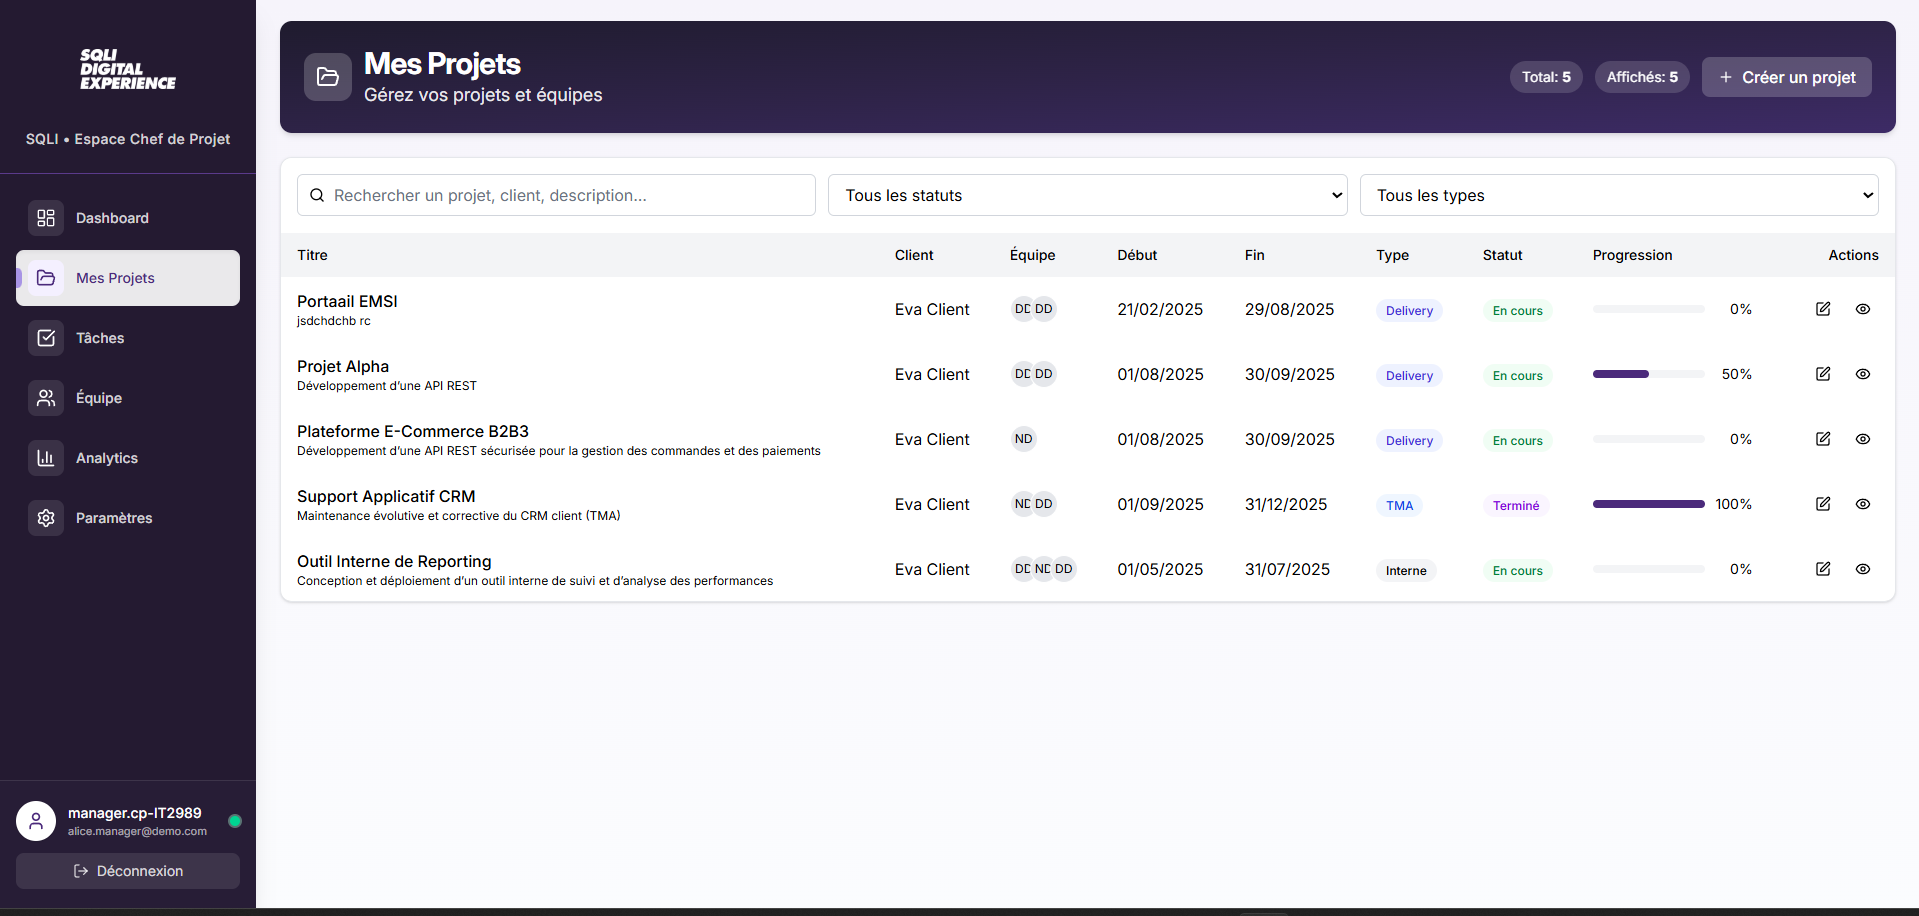 SQLI
DIGITAL
EXPERIENCE
SQLI • Espace Chef de Projet
Dashboard
Mes Projets
Tâches
Équipe
Analytics
Paramètres
manager.cp-IT2989
alice.manager@demo.com
Déconnexion
Mes Projets
Gérez vos projets et équipes
Total: 5 Affichés: 5 + Créer un projet
Rechercher un projet, client, description... Tous les statuts Tous les types
Titre Client Équipe Début Fin Type Statut Progression Actions
Portaail EMSI
jsdchdchb rc
Eva Client DD DD 21/02/2025 29/08/2025 Delivery En cours 0%
Projet Alpha
Développement d’une API REST
Eva Client DD DD 01/08/2025 30/09/2025 Delivery En cours 50%
Plateforme E-Commerce B2B3
Développement d’une API REST sécurisée pour la gestion des commandes et des paiements
Eva Client ND 01/08/2025 30/09/2025 Delivery En cours 0%
Support Applicatif CRM
Maintenance évolutive et corrective du CRM client (TMA)
Eva Client ND DD 01/09/2025 31/12/2025 TMA Terminé 100%
Outil Interne de Reporting
Conception et déploiement d’un outil interne de suivi et d’analyse des performances
Eva Client DD ND DD 01/05/2025 31/07/2025 Interne En cours 0%